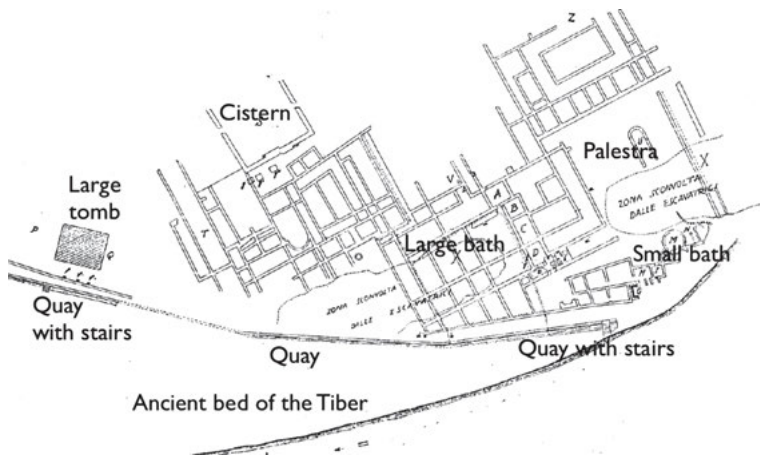 Z
Cistern
S
Palestra
X
V
A
Large
tomb
ZONA SCONVOLTA
DALLE ESCAVATRICI
B
P
T
C
Large bath
X
Q
D
Small bath
Quay
with stairs
ZONA SCONVOLTA
DALLE ESCAVATRICI
Quay
Quay with stairs
Ancient bed of the Tiber